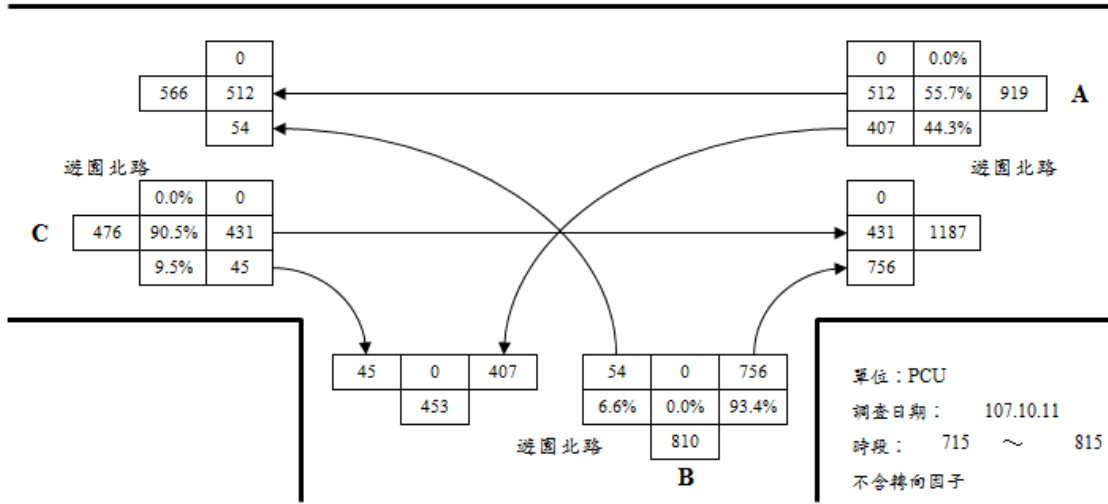 0
566 512
54
遊園北路
0 0.0%
512 55.7% 919 A
407 44.3%
遊園北路
0.0% 0
C 476 90.5% 431
9.5% 45
0
431 1187
756
45 0 407
453
54 0 756
6.6% 0.0% 93.4%
遊園北路 810
B
單位：PCU
調查日期： 107.10.11
時段： 715 ～ 815
不含轉向因子